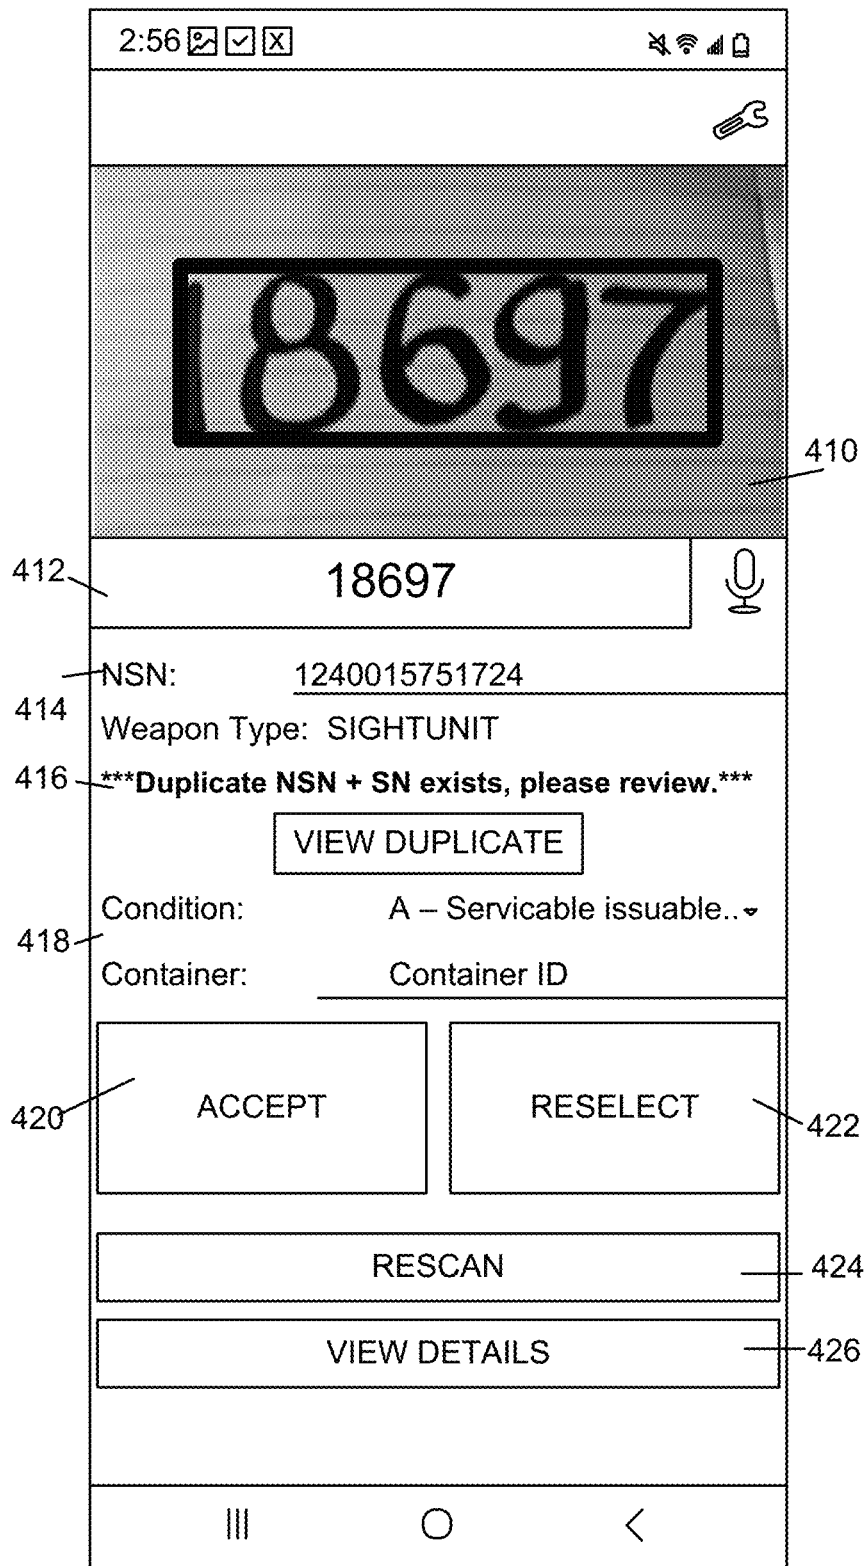 2:56
18697
410
412 18697
NSN: 1240015751724
414
Weapon Type: SIGHTUNIT
416 ***Duplicate NSN + SN exists, please review.***
VIEW DUPLICATE
Condition: A – Servicable issuable..
418
Container: Container ID
420 ACCEPT RESELECT 422
RESCAN 424
VIEW DETAILS 426